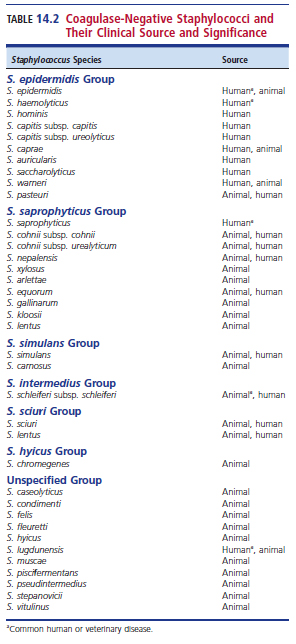 TABLE 14.2 Coagulase-Negative Staphylococci and
Their Clinical Source and Significance
Staphylococcus Species Source
S. epidermidis Group
S. epidermidis Humanᵃ, animal
S. haemolyticus Humanᵃ
S. hominis Human
S. capitis subsp. capitis Human
S. capitis subsp. ureolyticus Human
S. caprae Human, animal
S. auricularis Human
S. saccharolyticus Human
S. warneri Human, animal
S. pasteuri Animal, human
S. saprophyticus Group
S. saprophyticus Humanᵃ
S. cohnii subsp. cohnii Animal, human
S. cohnii subsp. urealyticum Animal, human
S. nepalensis Animal, human
S. xylosus Animal
S. arlettae Animal
S. equorum Animal, human
S. gallinarum Animal
S. kloosii Animal
S. lentus Animal
S. simulans Group
S. simulans Animal, human
S. carnosus Animal
S. intermedius Group
S. schleiferi subsp. schleiferi Animalᵃ, human
S. sciuri Group
S. sciuri Animal, human
S. lentus Animal, human
S. hyicus Group
S. chromegenes Animal
Unspecified Group
S. caseolyticus Animal
S. condimenti Animal
S. felis Animal
S. fleuretti Animal
S. hyicus Animal
S. lugdunensis Humanᵃ, animal
S. muscae Animal
S. piscifermentans Animal
S. pseudintermedius Animal
S. stepanovicii Animal
S. vitulinus Animal
ᵃCommon human or veterinary disease.